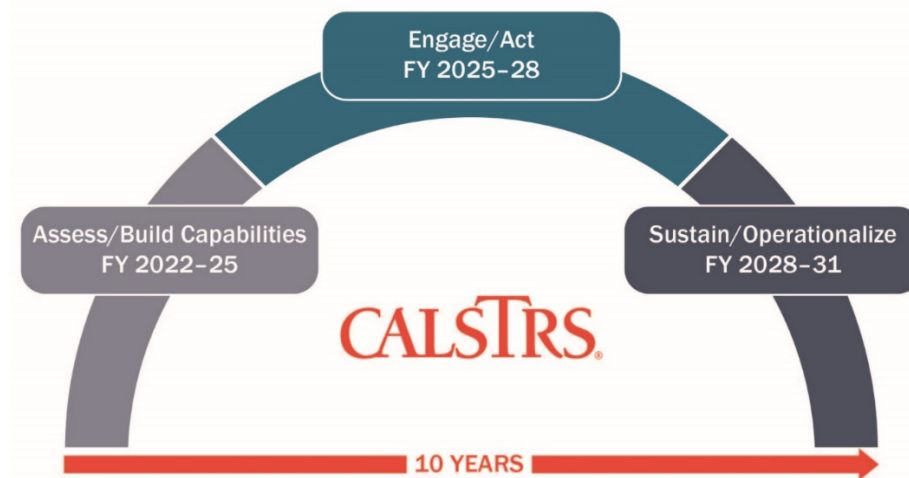 Engage/Act
FY 2025–28
Assess/Build Capabilities
FY 2022–25
Sustain/Operationalize
FY 2028–31
CALSTRS®
10 YEARS